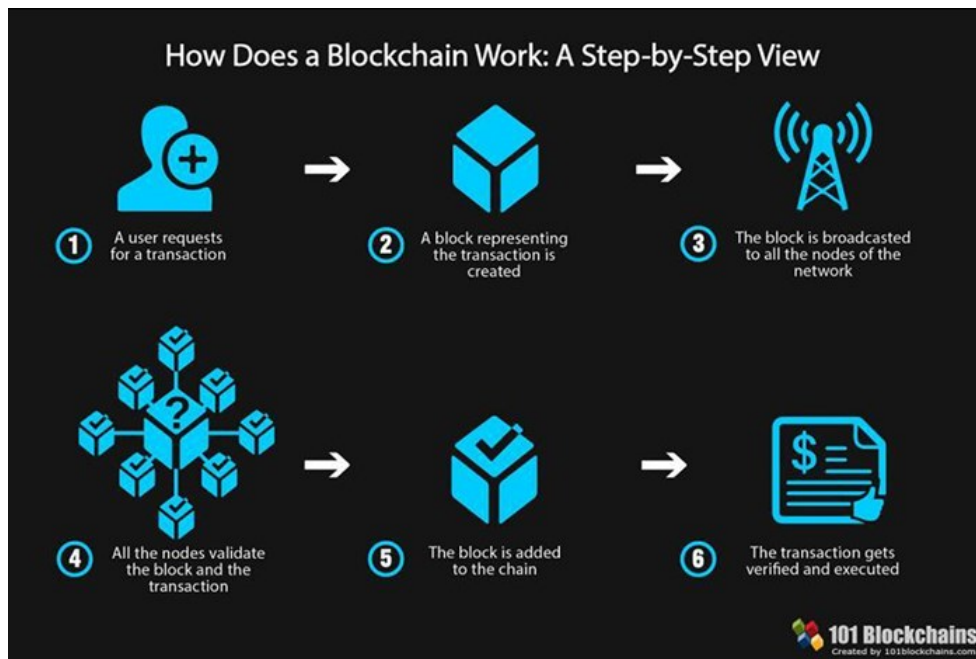 How Does a Blockchain Work: A Step-by-Step View
1
A user requests
for a transaction
2
A block representing
the transaction is
created
3
The block is broadcasted
to all the nodes of the
network
?
4
All the nodes validate
the block and the
transaction
5
The block is added
to the chain
$
6
The transaction gets
verified and executed
101 Blockchains
Created by 101blockchains.com